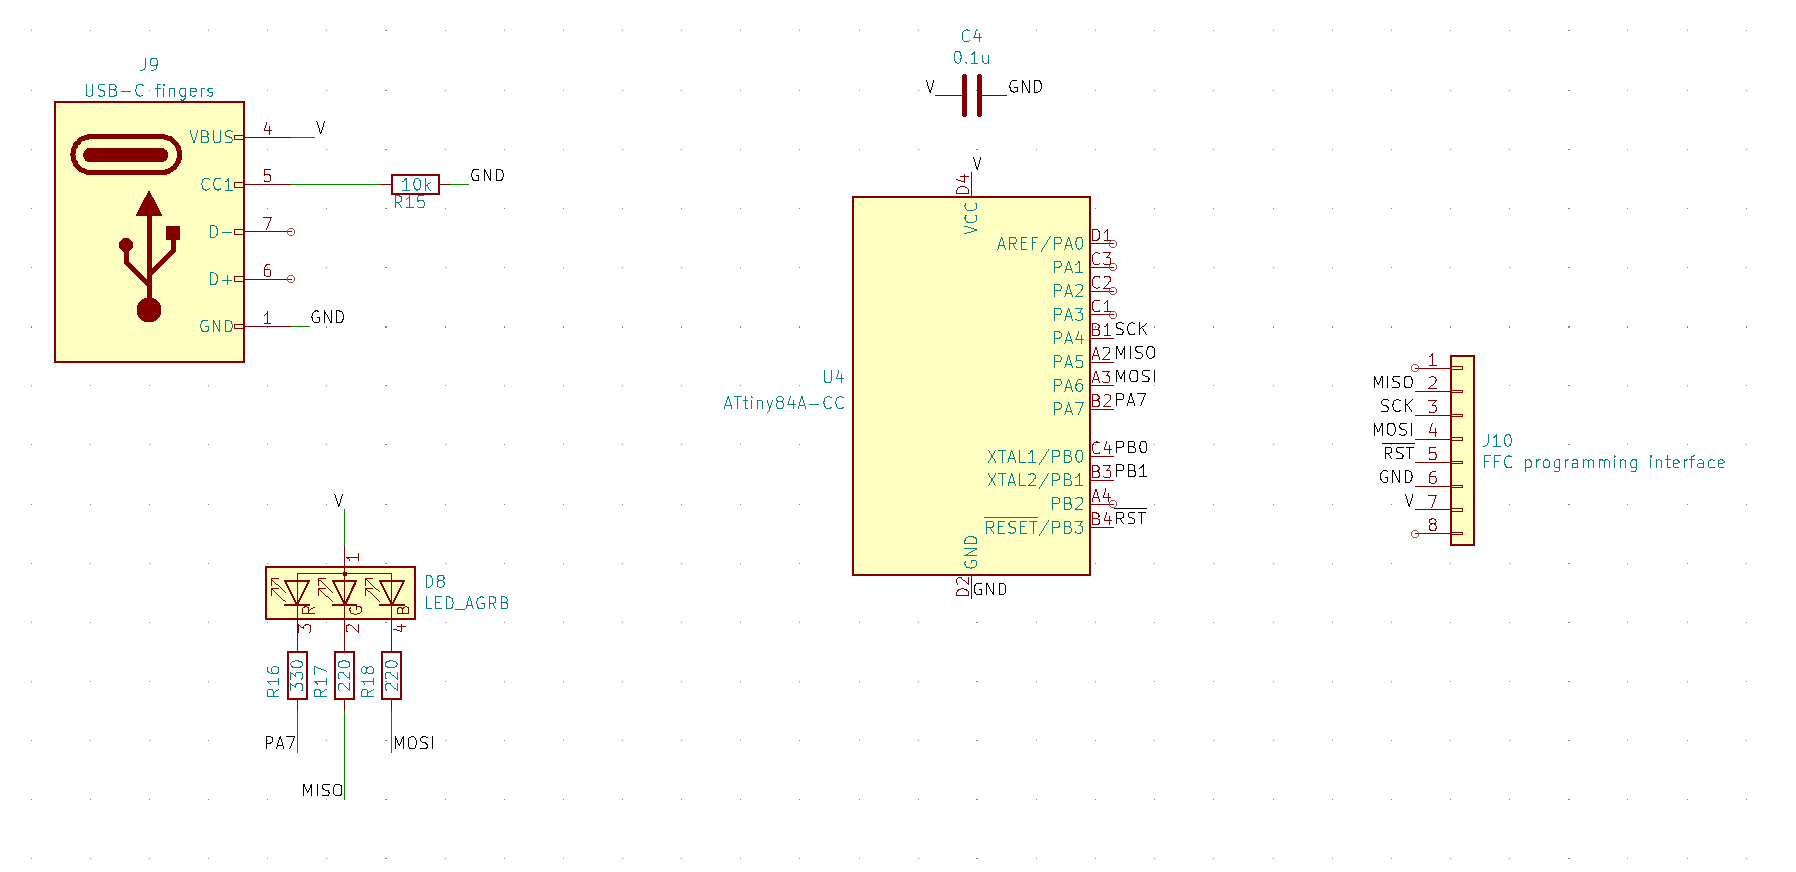 J9
USB-C fingers
VBUS 4 V
CC1 5 10k GND
R15
D- 7
D+ 6
GND 1 GND
C4
0.1u
V GND
V
D4
VCC
AREF/PA0 D1
PA1 C3
PA2 C2
PA3 C1
PA4 B1 SCK
PA5 A2 MISO
PA6 A3 MOSI
PA7 B2 PA7
XTAL1/PB0 C4 PB0
XTAL2/PB1 B3 PB1
PB2 A4
RESET/PB3 B4 RST
GND
D2 GND
U4
ATtiny84A-CC
1
MISO 2
SCK 3
MOSI 4
RST 5
GND 6
V 7
8
J10
FFC programming interface
V
1
D8
LED_AGRB
R G B
3 2 4
R16 330 R17 220 R18 220
PA7 MOSI
MISO